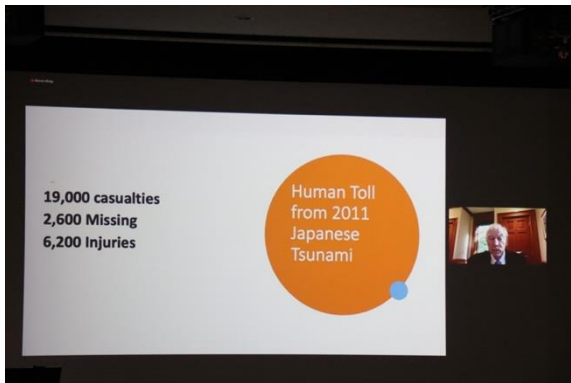 19,000 casualties
2,600 Missing
6,200 Injuries
Human Toll
from 2011
Japanese
Tsunami